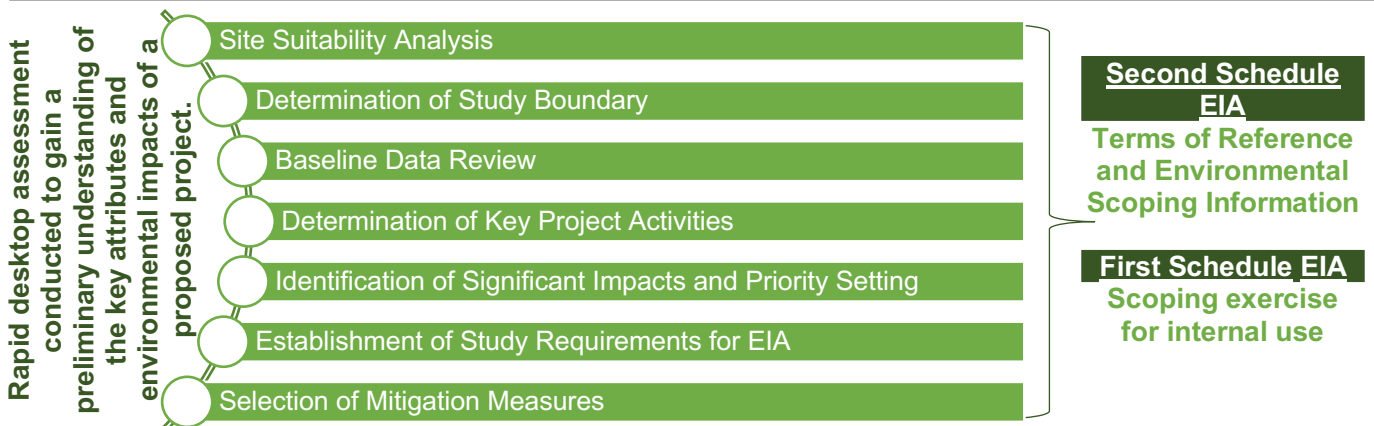 Rapid desktop assessment
conducted to gain a
preliminary understanding of
the key attributes and
environmental impacts of a
proposed project.
Site Suitability Analysis
Determination of Study Boundary
Baseline Data Review
Determination of Key Project Activities
Identification of Significant Impacts and Priority Setting
Establishment of Study Requirements for EIA
Selection of Mitigation Measures
Second Schedule
EIA
Terms of Reference
and Environmental
Scoping Information
First Schedule EIA
Scoping exercise
for internal use